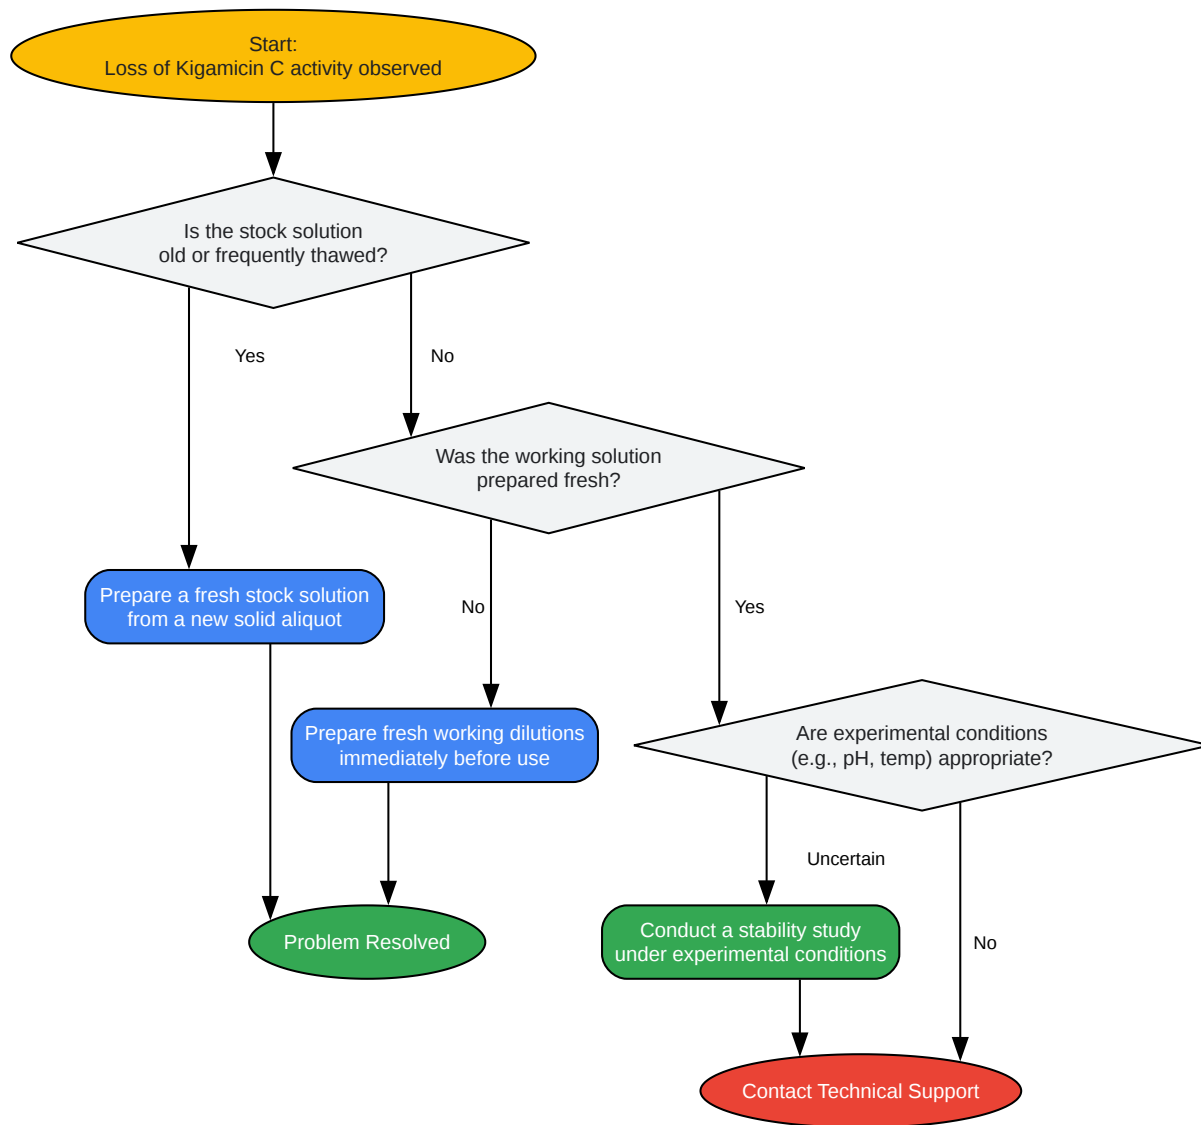 Start:
Loss of Kigamicin C activity observed
Is the stock solution
old or frequently thawed?
Yes
No
Was the working solution
prepared fresh?
Prepare a fresh stock solution
from a new solid aliquot
No
Yes
Prepare fresh working dilutions
immediately before use
Are experimental conditions
(e.g., pH, temp) appropriate?
Uncertain
No
Problem Resolved
Conduct a stability study
under experimental conditions
Contact Technical Support